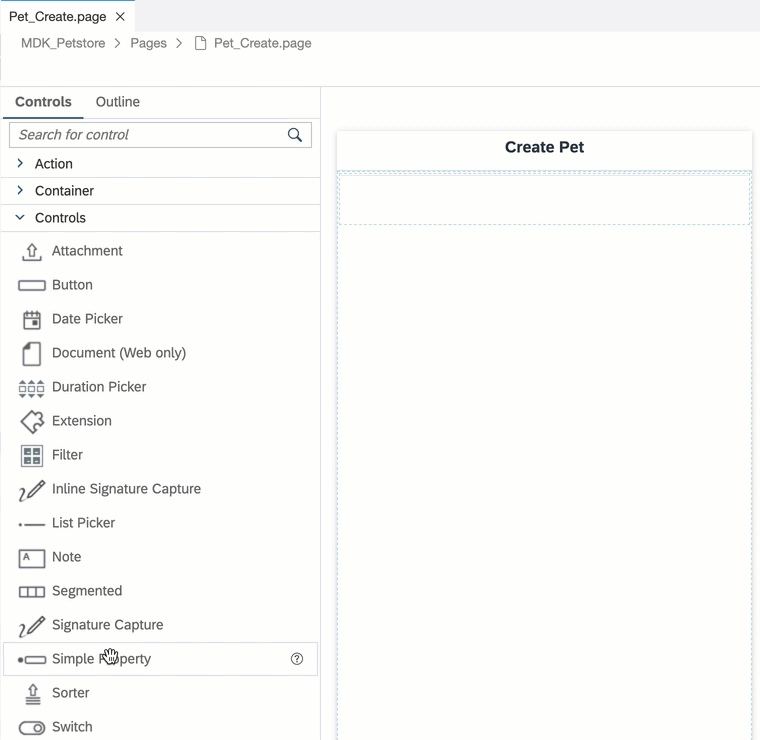 Pet_Create.page
MDK_Petstore > Pages > Pet_Create.page
Controls Outline
Search for control
Create Pet
Action
Container
Controls
Attachment
Button
Date Picker
Document (Web only)
Duration Picker
Extension
Filter
Inline Signature Capture
List Picker
A Note
Segmented
Signature Capture
Simple Property ?
Sorter
Switch